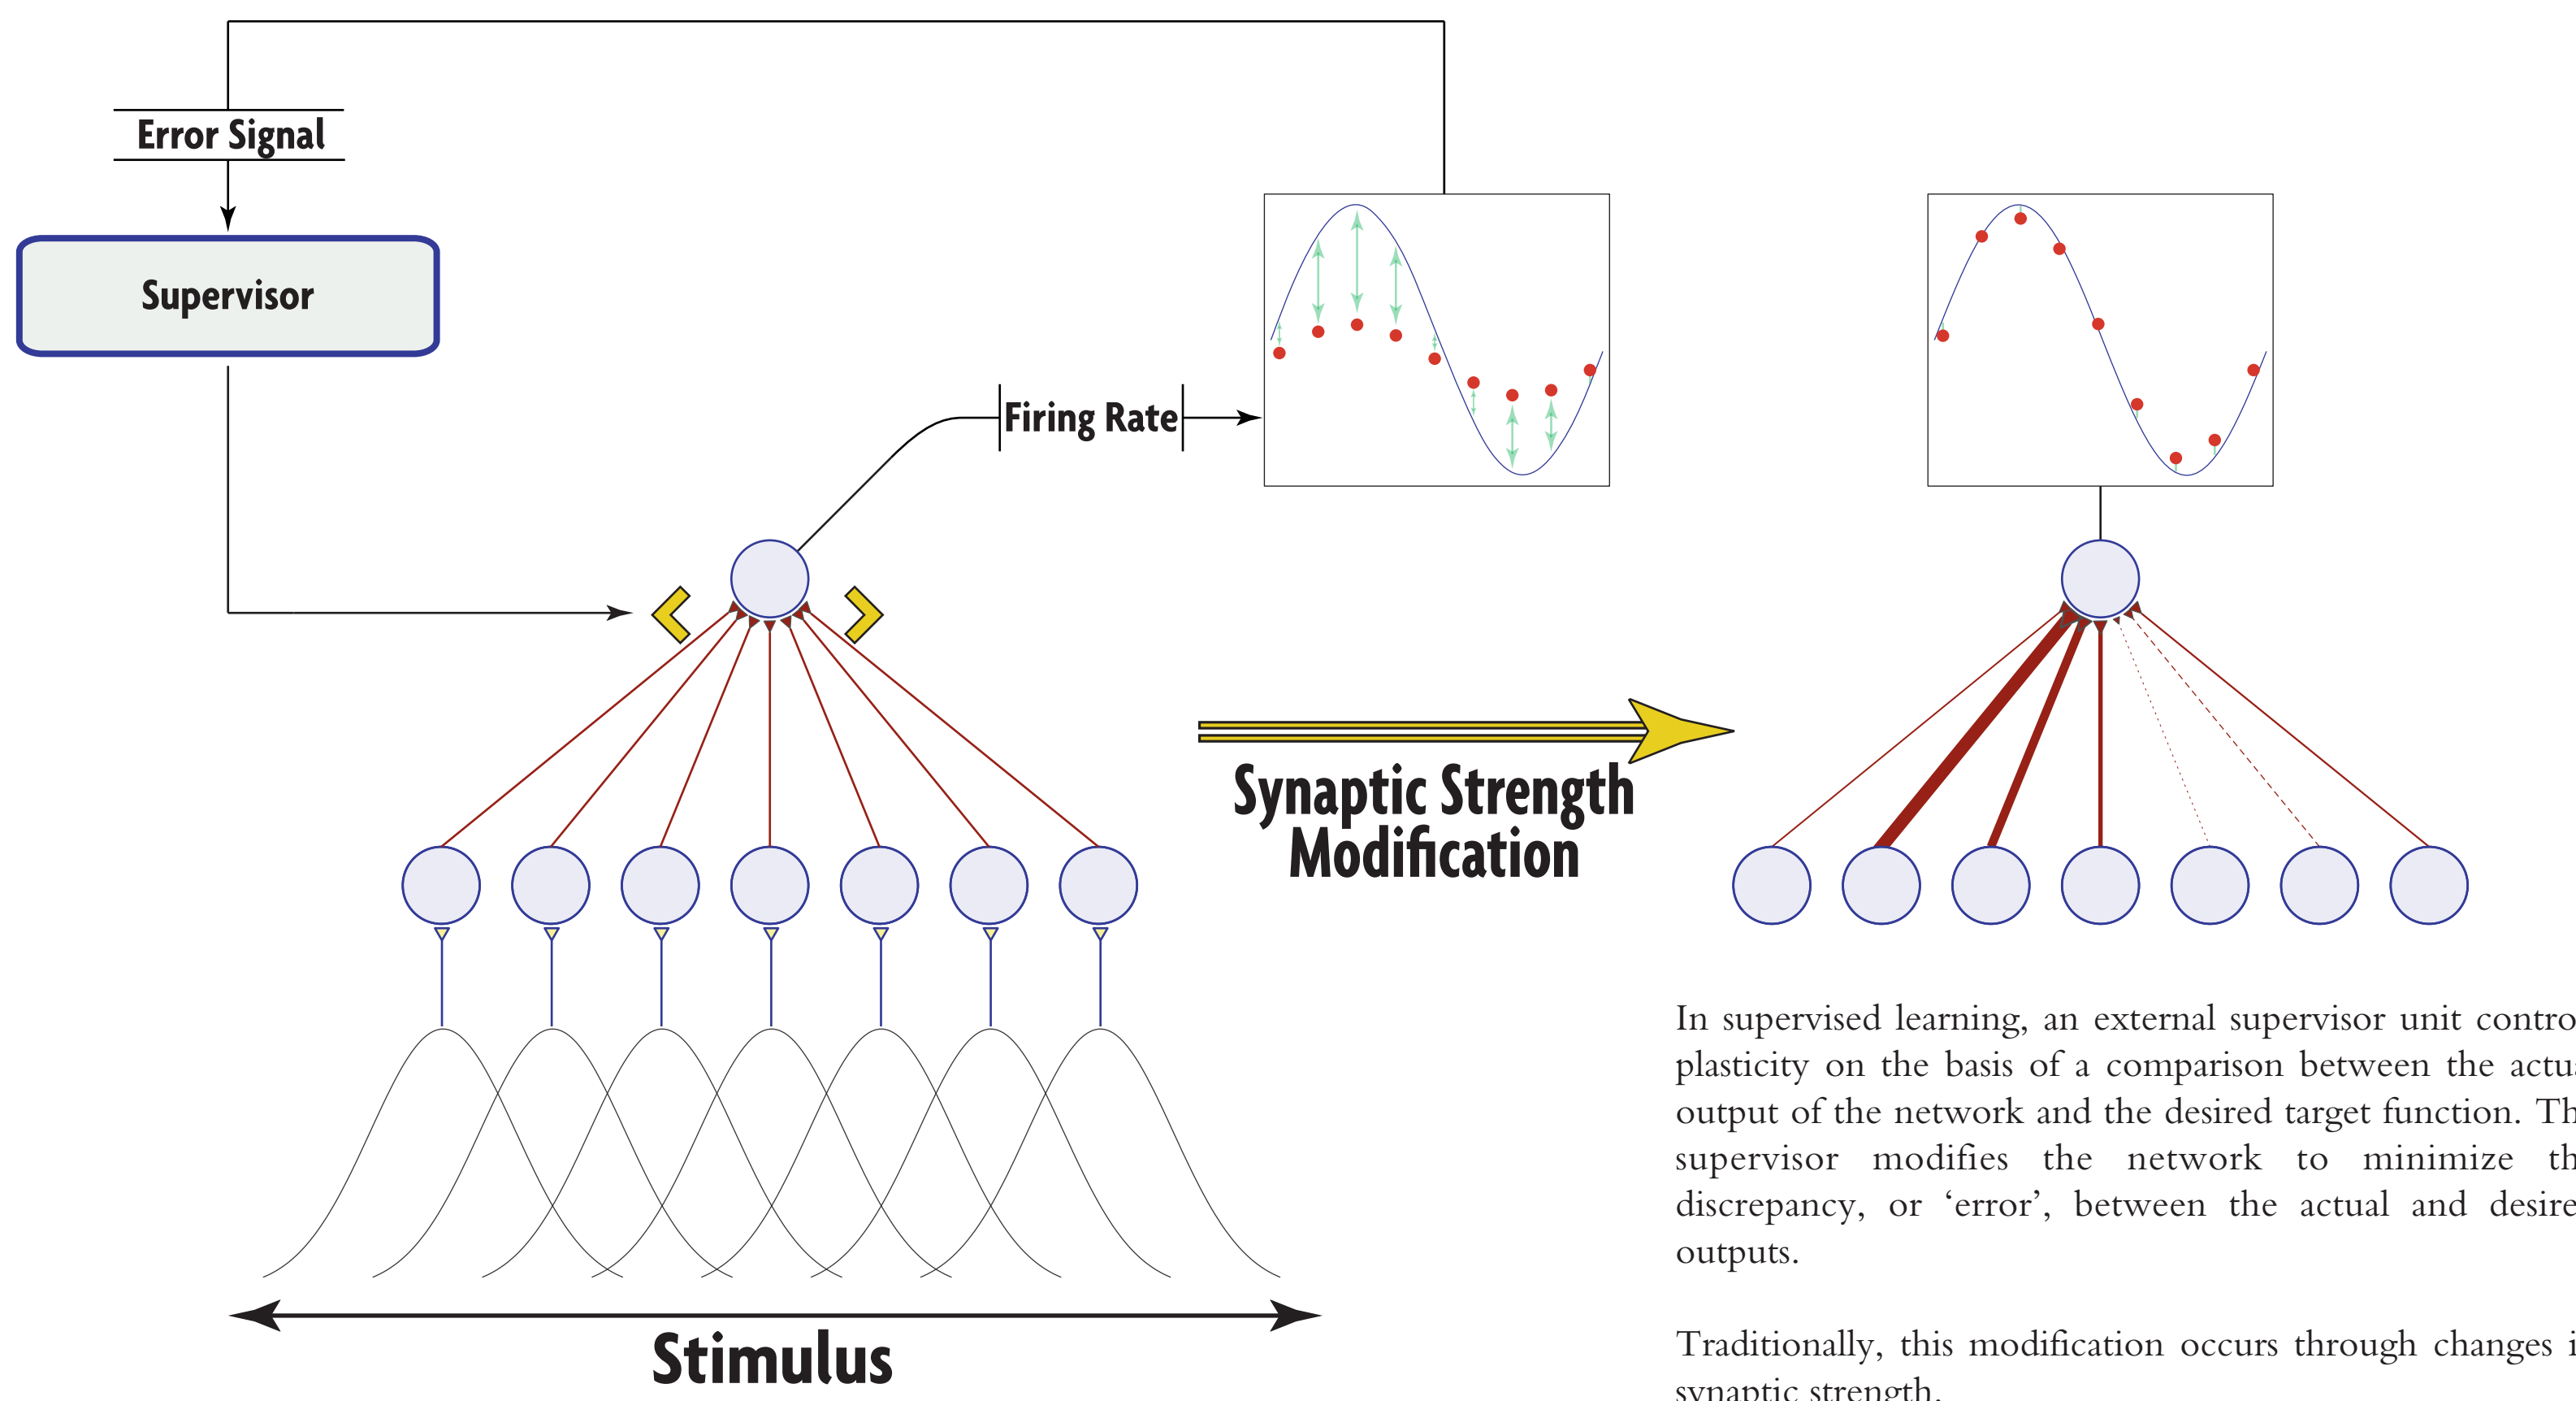 Error Signal
Supervisor
Firing Rate
Synaptic Strength
Modification
Stimulus
In supervised learning, an external supervisor unit contro
plasticity on the basis of a comparison between the actu
output of the network and the desired target function. Th
supervisor modifies the network to minimize th
discrepancy, or ‘error’, between the actual and desire
outputs.
Traditionally, this modification occurs through changes i
synaptic strength.